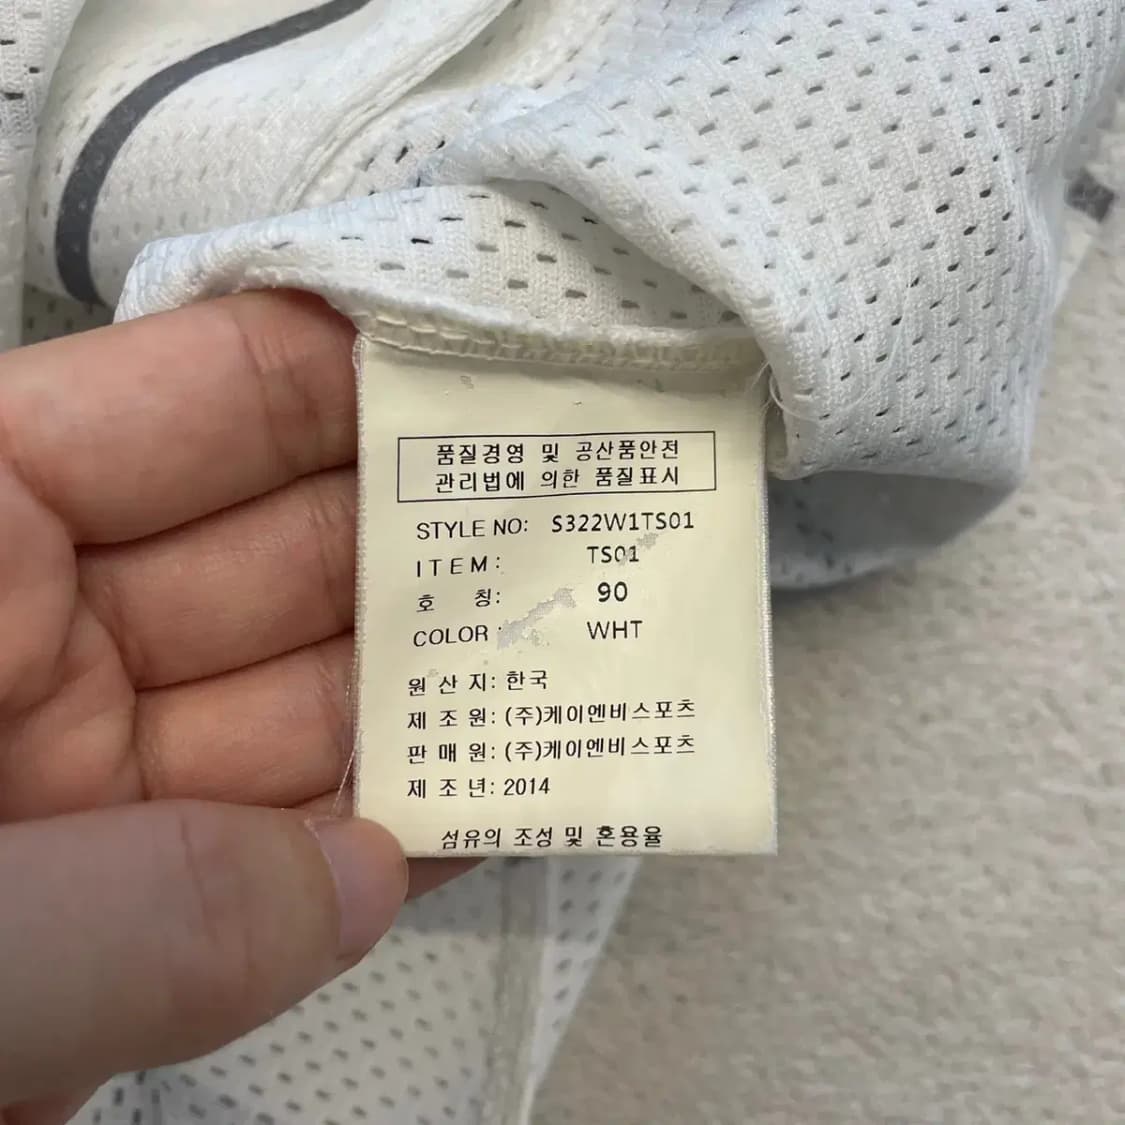 품질경영 및 공산품안전
관리법에 의한 품질표시
STYLE NO: S322W1TS01
ITEM: TS01
호 칭: 90
COLOR : WHT
원 산 지: 한국
제 조 원: (주)케이엔비스포츠
판 매 원: (주)케이엔비스포츠
제 조 년: 2014
섬유의 조성 및 혼용율